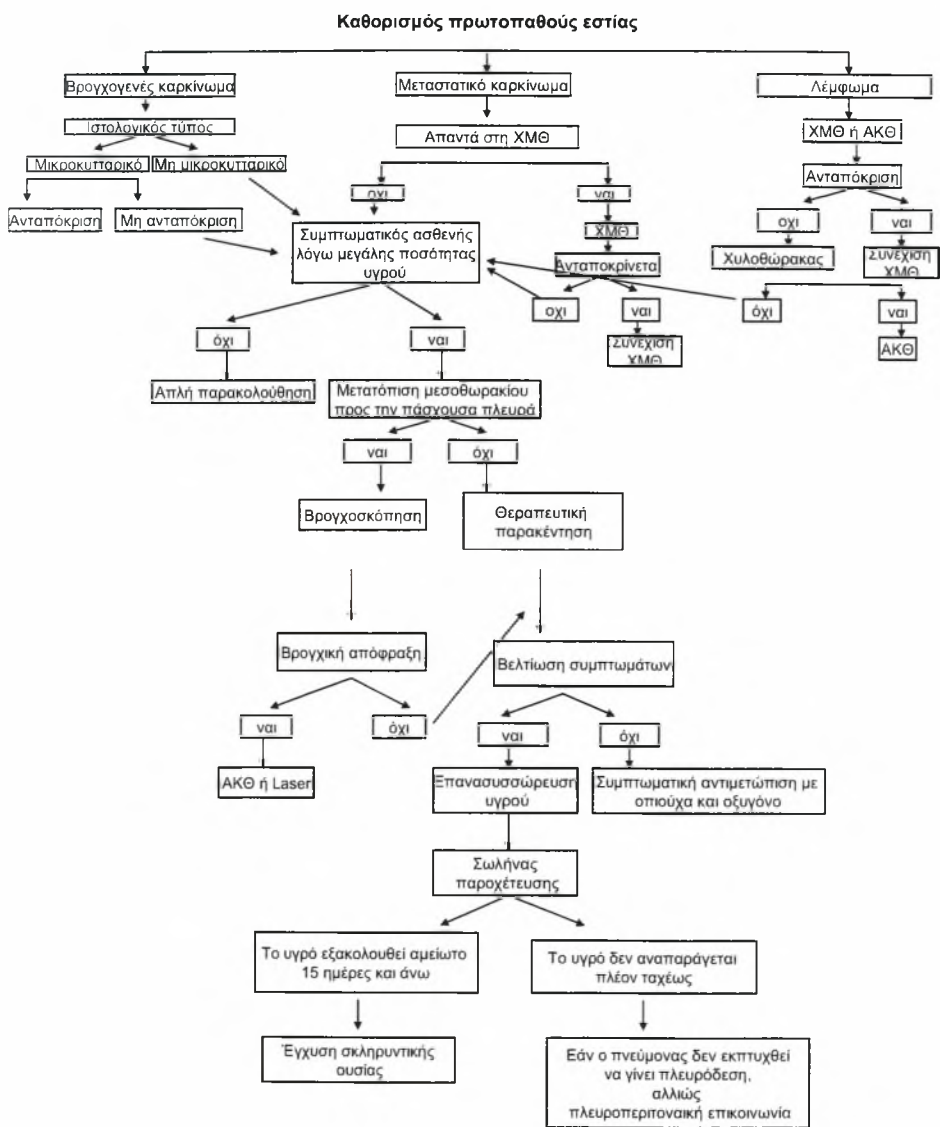 Καθορισμός πρωτοπαθούς εστίας
Βρογχογενές καρκίνωμα
Μεταστατικό καρκίνωμα
Λέμφωμα
Ιστολογικός τύπος
Απαντά στη ΧΜΘ
ΧΜΘ ή ΑΚΘ
Μικροκυτταρικό
Μη μικροκυτταρικό
οχι
ναι
Ανταπόκριση
Ανταπόκριση
Μη ανταπόκριση
Συμπτωματικός ασθενής
λόγω μεγάλης ποσότητας
υγρού
ΧΜΘ
οχι
ναι
Ανταποκρίνετα
Χυλοθώρακας
Συνέχιση
ΧΜΘ
οχι
ναι
όχι
ναι
Συνέχιση
ΧΜΘ
ΑΚΘ
όχι
ναι
Απλή παρακολούθηση
Μετατόπιση μεσοθωρακίου
προς την πάσχουσα πλευρά
ναι
όχι
Βρογχοσκόπηση
Θεραπευτική
παρακέντηση
Βρογχική απόφραξη
Βελτίωση συμπτωμάτων
ναι
όχι
ναι
όχι
ΑΚΘ ή Laser
Επανασυσσώρευση
υγρού
Συμπτωματική αντιμετώπιση με
οπιούχα και οξυγόνο
Σωλήνας
παροχέτευσης
Το υγρό εξακολουθεί αμείωτο
15 ημέρες και άνω
Το υγρό δεν αναπαράγεται
πλέον ταχέως
Έγχυση σκληρυντικής
ουσίας
Εάν ο πνεύμονας δεν εκπτυχθεί
να γίνει πλευρόδεση,
αλλιώς
πλευροπεριτοναική επικοινωνία